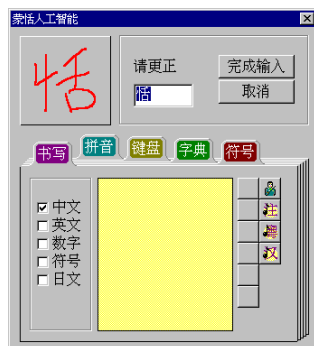 蒙恬人工智能
恬
请更正
恬
完成输入
取消
书写 拼音 键盘 字典 符号
中文
英文
数字
符号
日文
注
汉